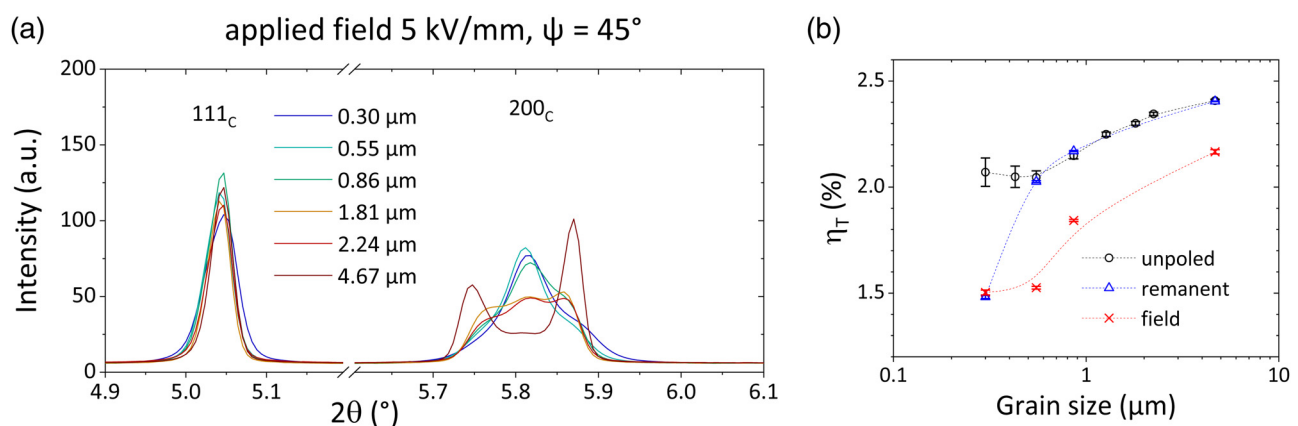 (a)
applied field 5 kV/mm, ψ = 45°
200
150
100
50
0
Intensity (a.u.)
111C
200C
0.30 µm
0.55 µm
0.86 µm
1.81 µm
2.24 µm
4.67 µm
4.9 5.0 5.1 5.7 5.8 5.9 6.0 6.1
2θ (°)
(b)
2.5
2.0
1.5
ηT (%)
unpoled
remanent
field
0.1 1 10
Grain size (µm)